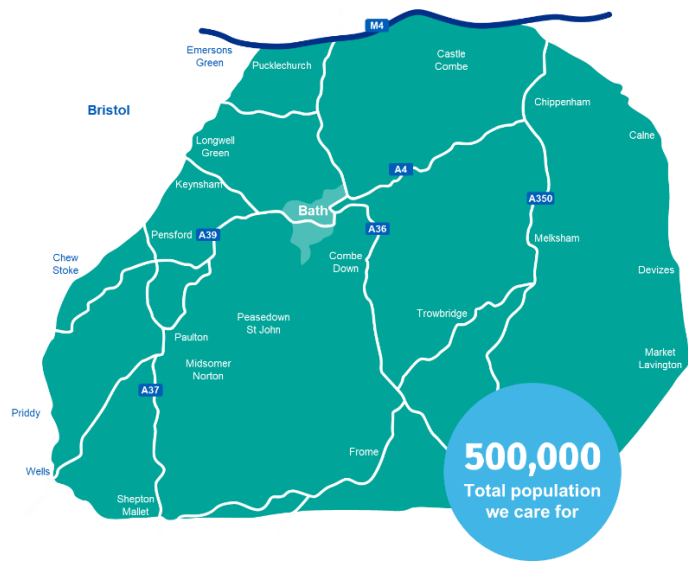 M4
Emersons
Green
Pucklechurch
Castle
Combe
Chippenham
Bristol
Calne
Longwell
Green
A4
Keynsham
A350
Bath
A36
Pensford
A39
Melksham
Chew
Stoke
Combe
Down
Devizes
Peasedown
St John
Trowbridge
Paulton
Midsomer
Norton
Market
Lavington
A37
Priddy
Frome
500,000
Total population
we care for
Wells
Shepton
Mallet